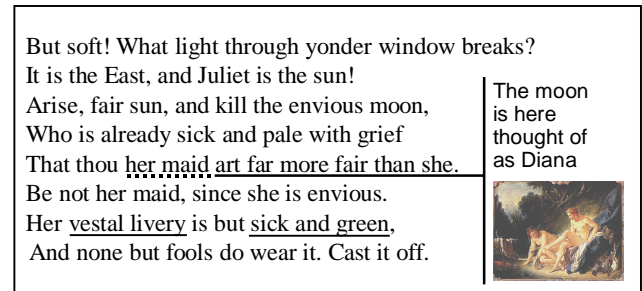 But soft! What light through yonder window breaks?
It is the East, and Juliet is the sun!
Arise, fair sun, and kill the envious moon,
Who is already sick and pale with grief
That thou her maid art far more fair than she.
Be not her maid, since she is envious.
Her vestal livery is but sick and green,
And none but fools do wear it. Cast it off.
The moon
is here
thought of
as Diana